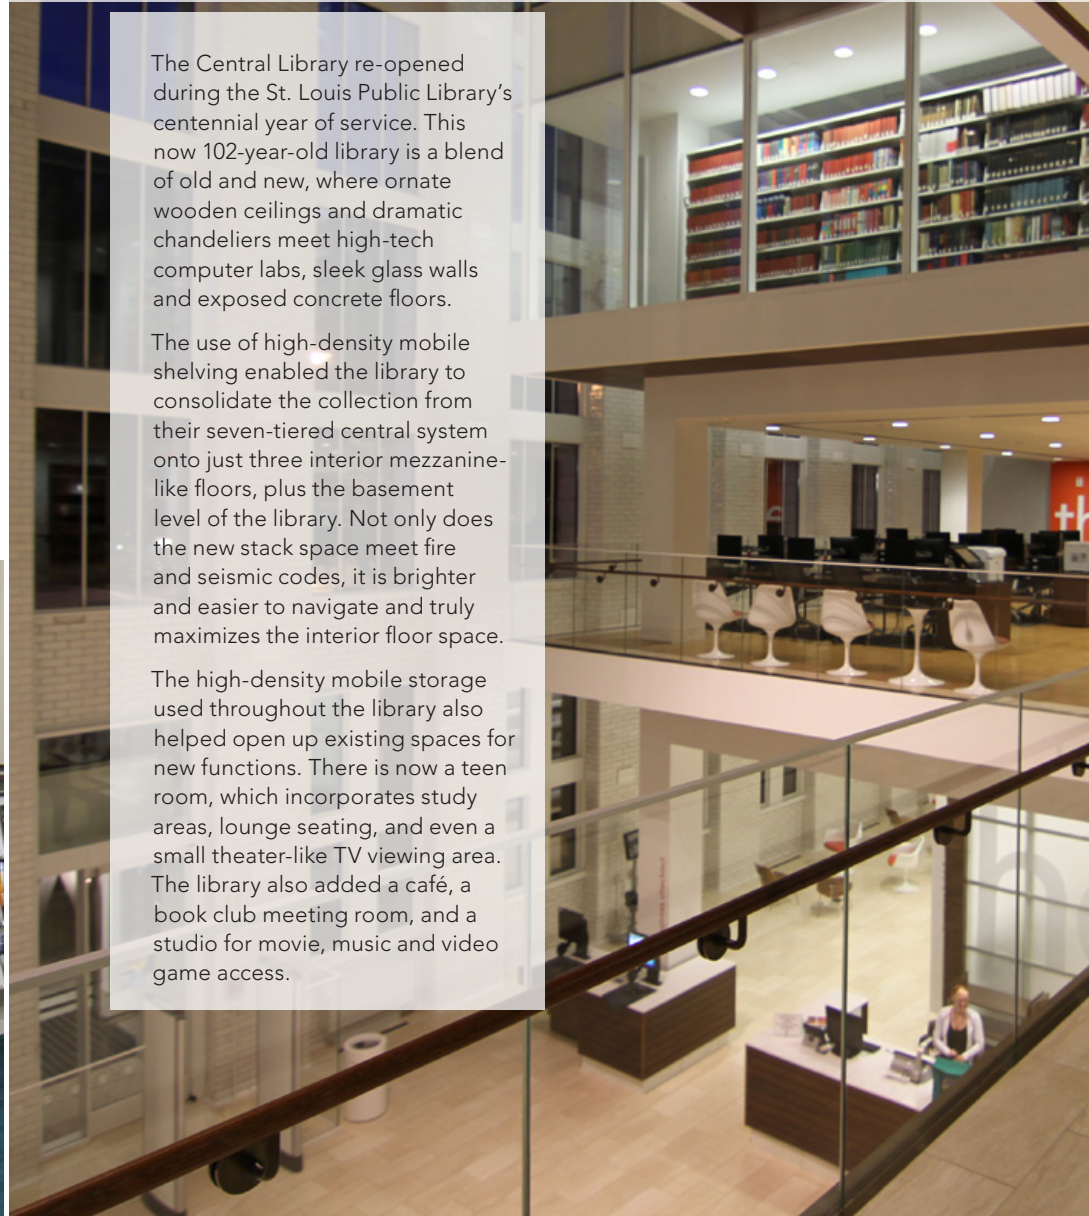 The Central Library re-opened
during the St. Louis Public Library’s
centennial year of service. This
now 102-year-old library is a blend
of old and new, where ornate
wooden ceilings and dramatic
chandeliers meet high-tech
computer labs, sleek glass walls
and exposed concrete floors.
The use of high-density mobile
shelving enabled the library to
consolidate the collection from
their seven-tiered central system
onto just three interior mezzanine-
like floors, plus the basement
level of the library. Not only does
the new stack space meet fire
and seismic codes, it is brighter
and easier to navigate and truly
maximizes the interior floor space.
The high-density mobile storage
used throughout the library also
helped open up existing spaces for
new functions. There is now a teen
room, which incorporates study
areas, lounge seating, and even a
small theater-like TV viewing area.
The library also added a café, a
book club meeting room, and a
studio for movie, music and video
game access.